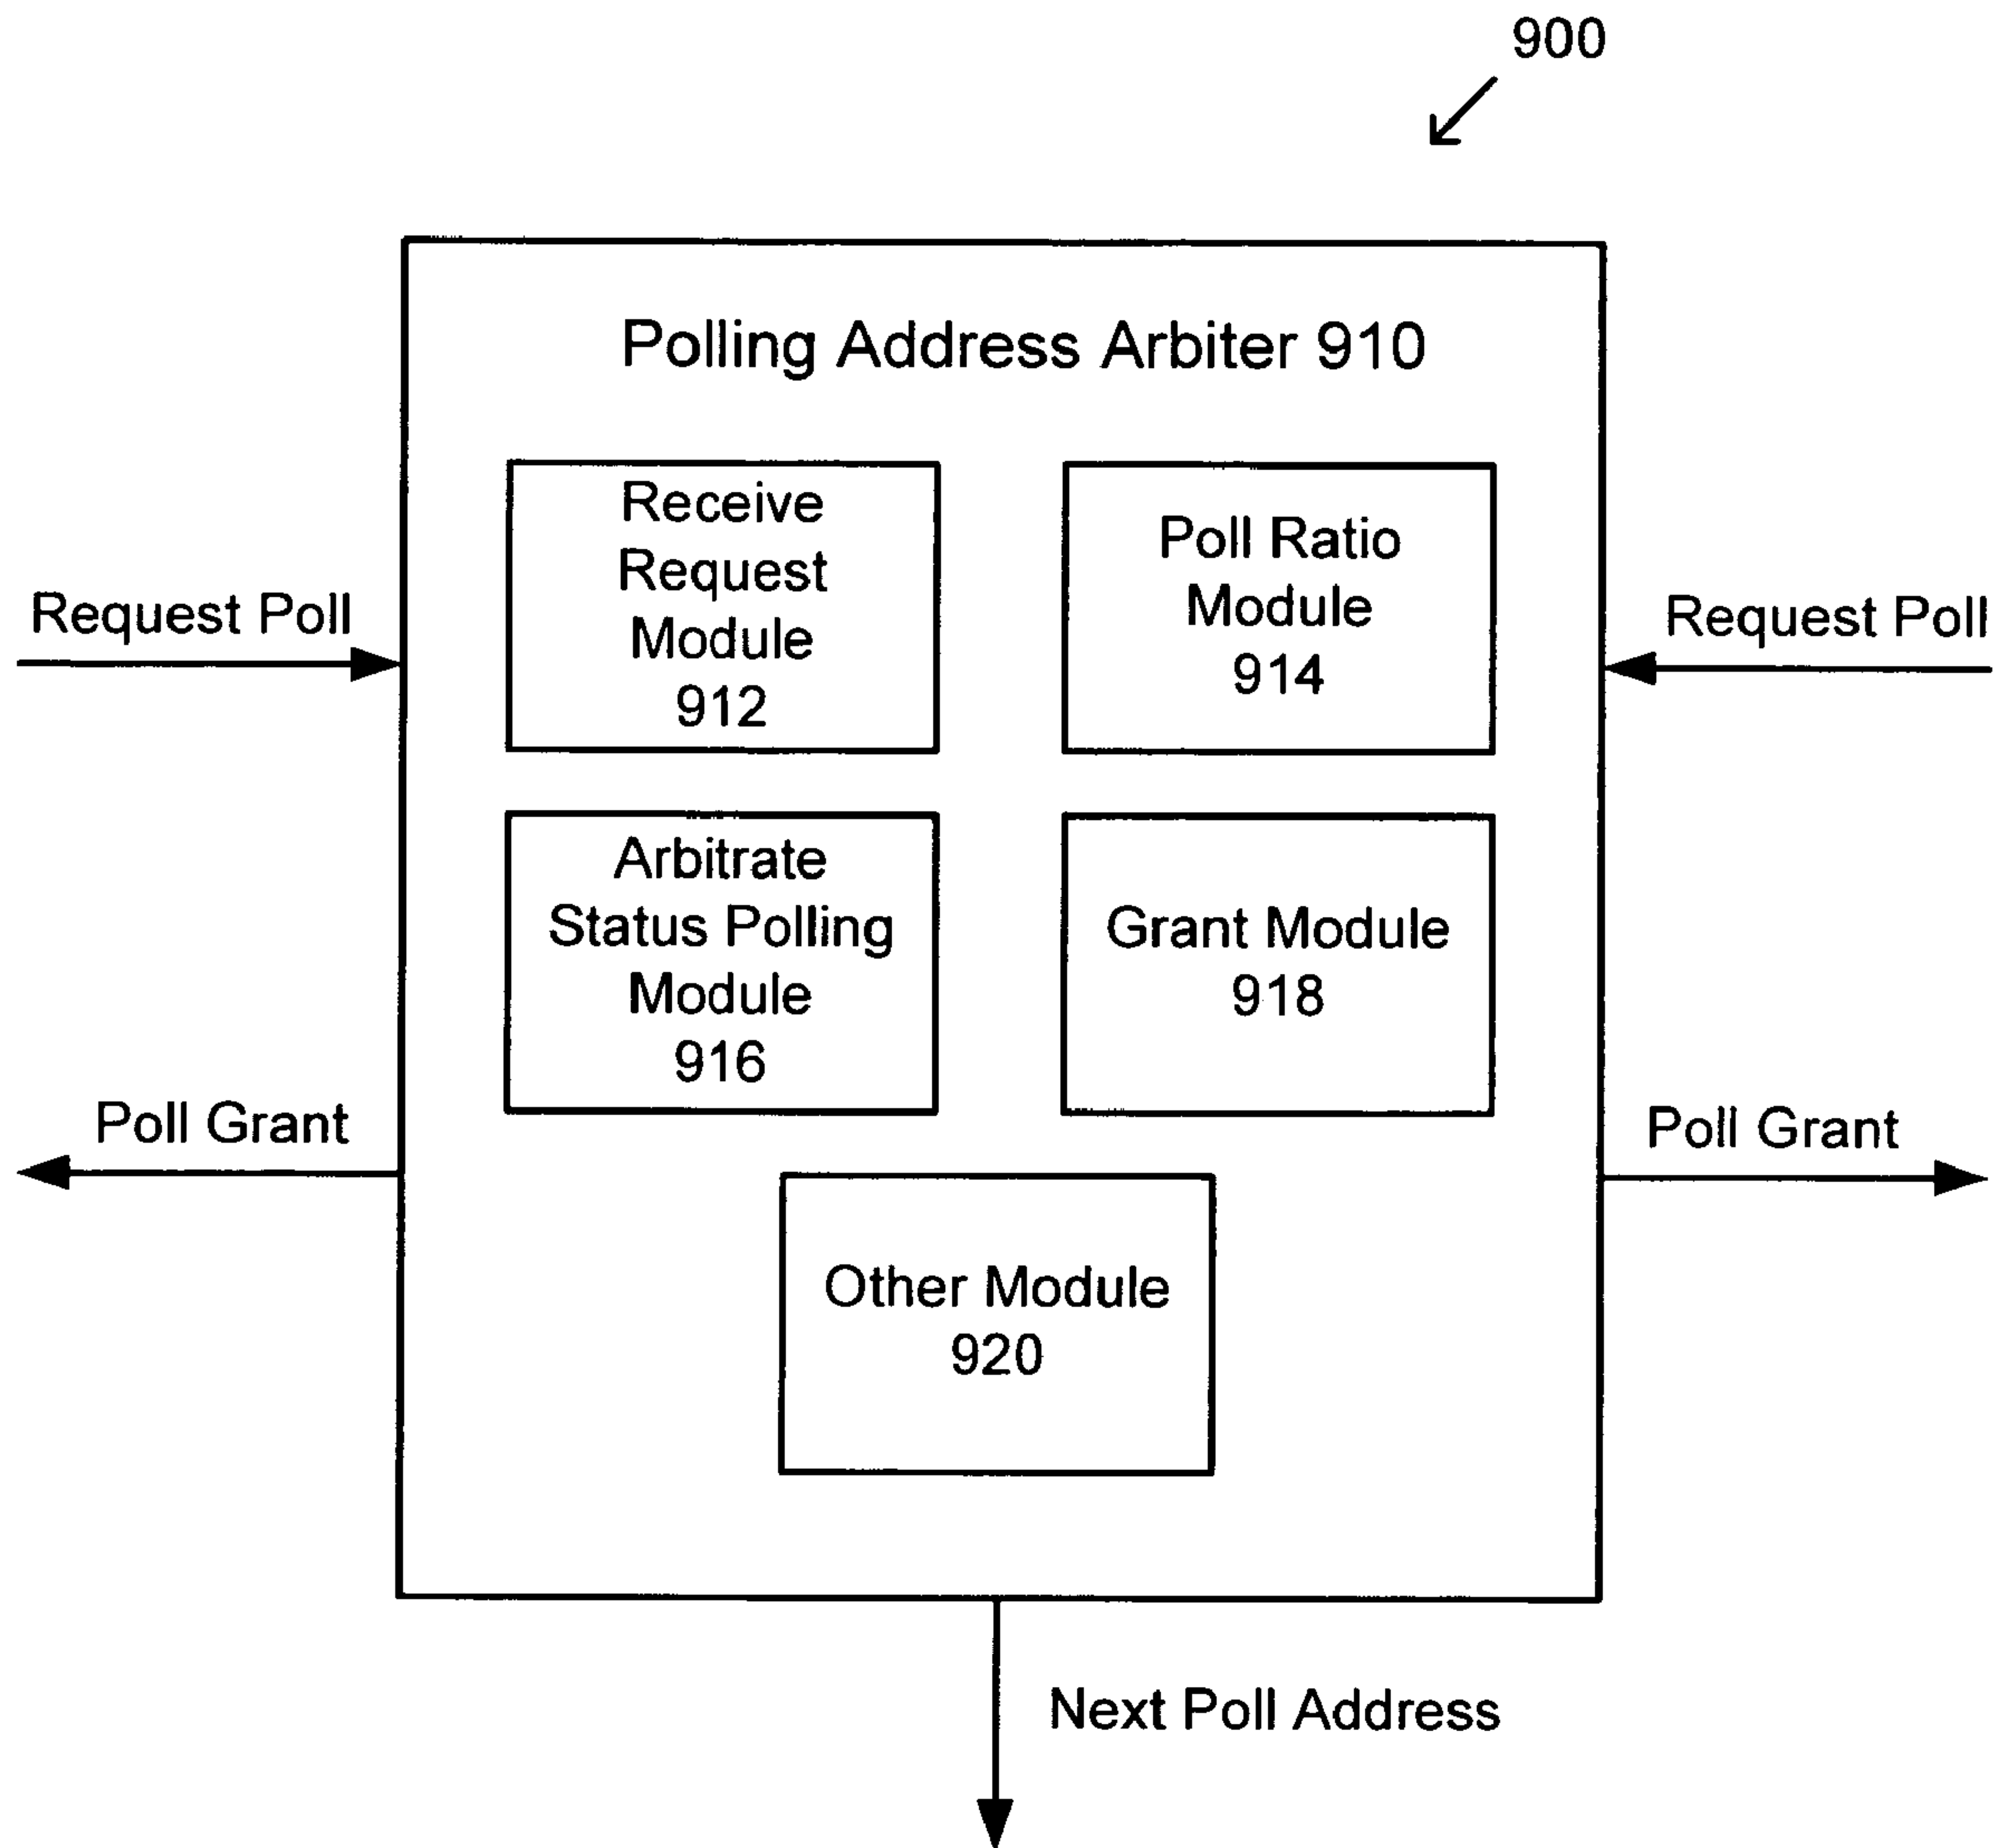 900
Polling Address Arbiter 910
Receive
Request
Module
912
Poll Ratio
Module
914
Request Poll
Request Poll
Arbitrate
Status Polling
Module
916
Grant Module
918
Poll Grant
Poll Grant
Other Module
920
Next Poll Address